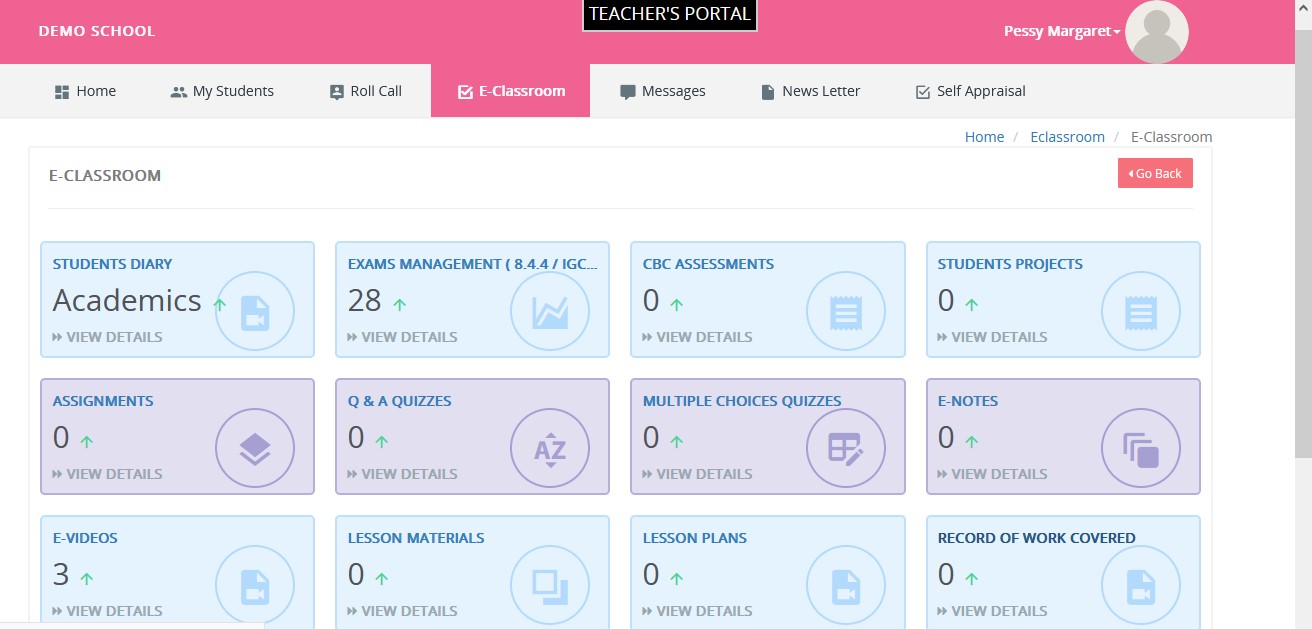 TEACHER'S PORTAL
DEMO SCHOOL
Pessy Margaret
Home
My Students
Roll Call
E-Classroom
Messages
News Letter
Self Appraisal
Home / Eclassroom / E-Classroom
E-CLASSROOM
Go Back
STUDENTS DIARY
Academics
VIEW DETAILS
EXAMS MANAGEMENT ( 8.4.4 / IGC...
28
VIEW DETAILS
CBC ASSESSMENTS
0
VIEW DETAILS
STUDENTS PROJECTS
0
VIEW DETAILS
ASSIGNMENTS
0
VIEW DETAILS
Q & A QUIZZES
0
AZ
VIEW DETAILS
MULTIPLE CHOICES QUIZZES
0
VIEW DETAILS
E-NOTES
0
VIEW DETAILS
E-VIDEOS
3
VIEW DETAILS
LESSON MATERIALS
0
VIEW DETAILS
LESSON PLANS
0
VIEW DETAILS
RECORD OF WORK COVERED
0
VIEW DETAILS